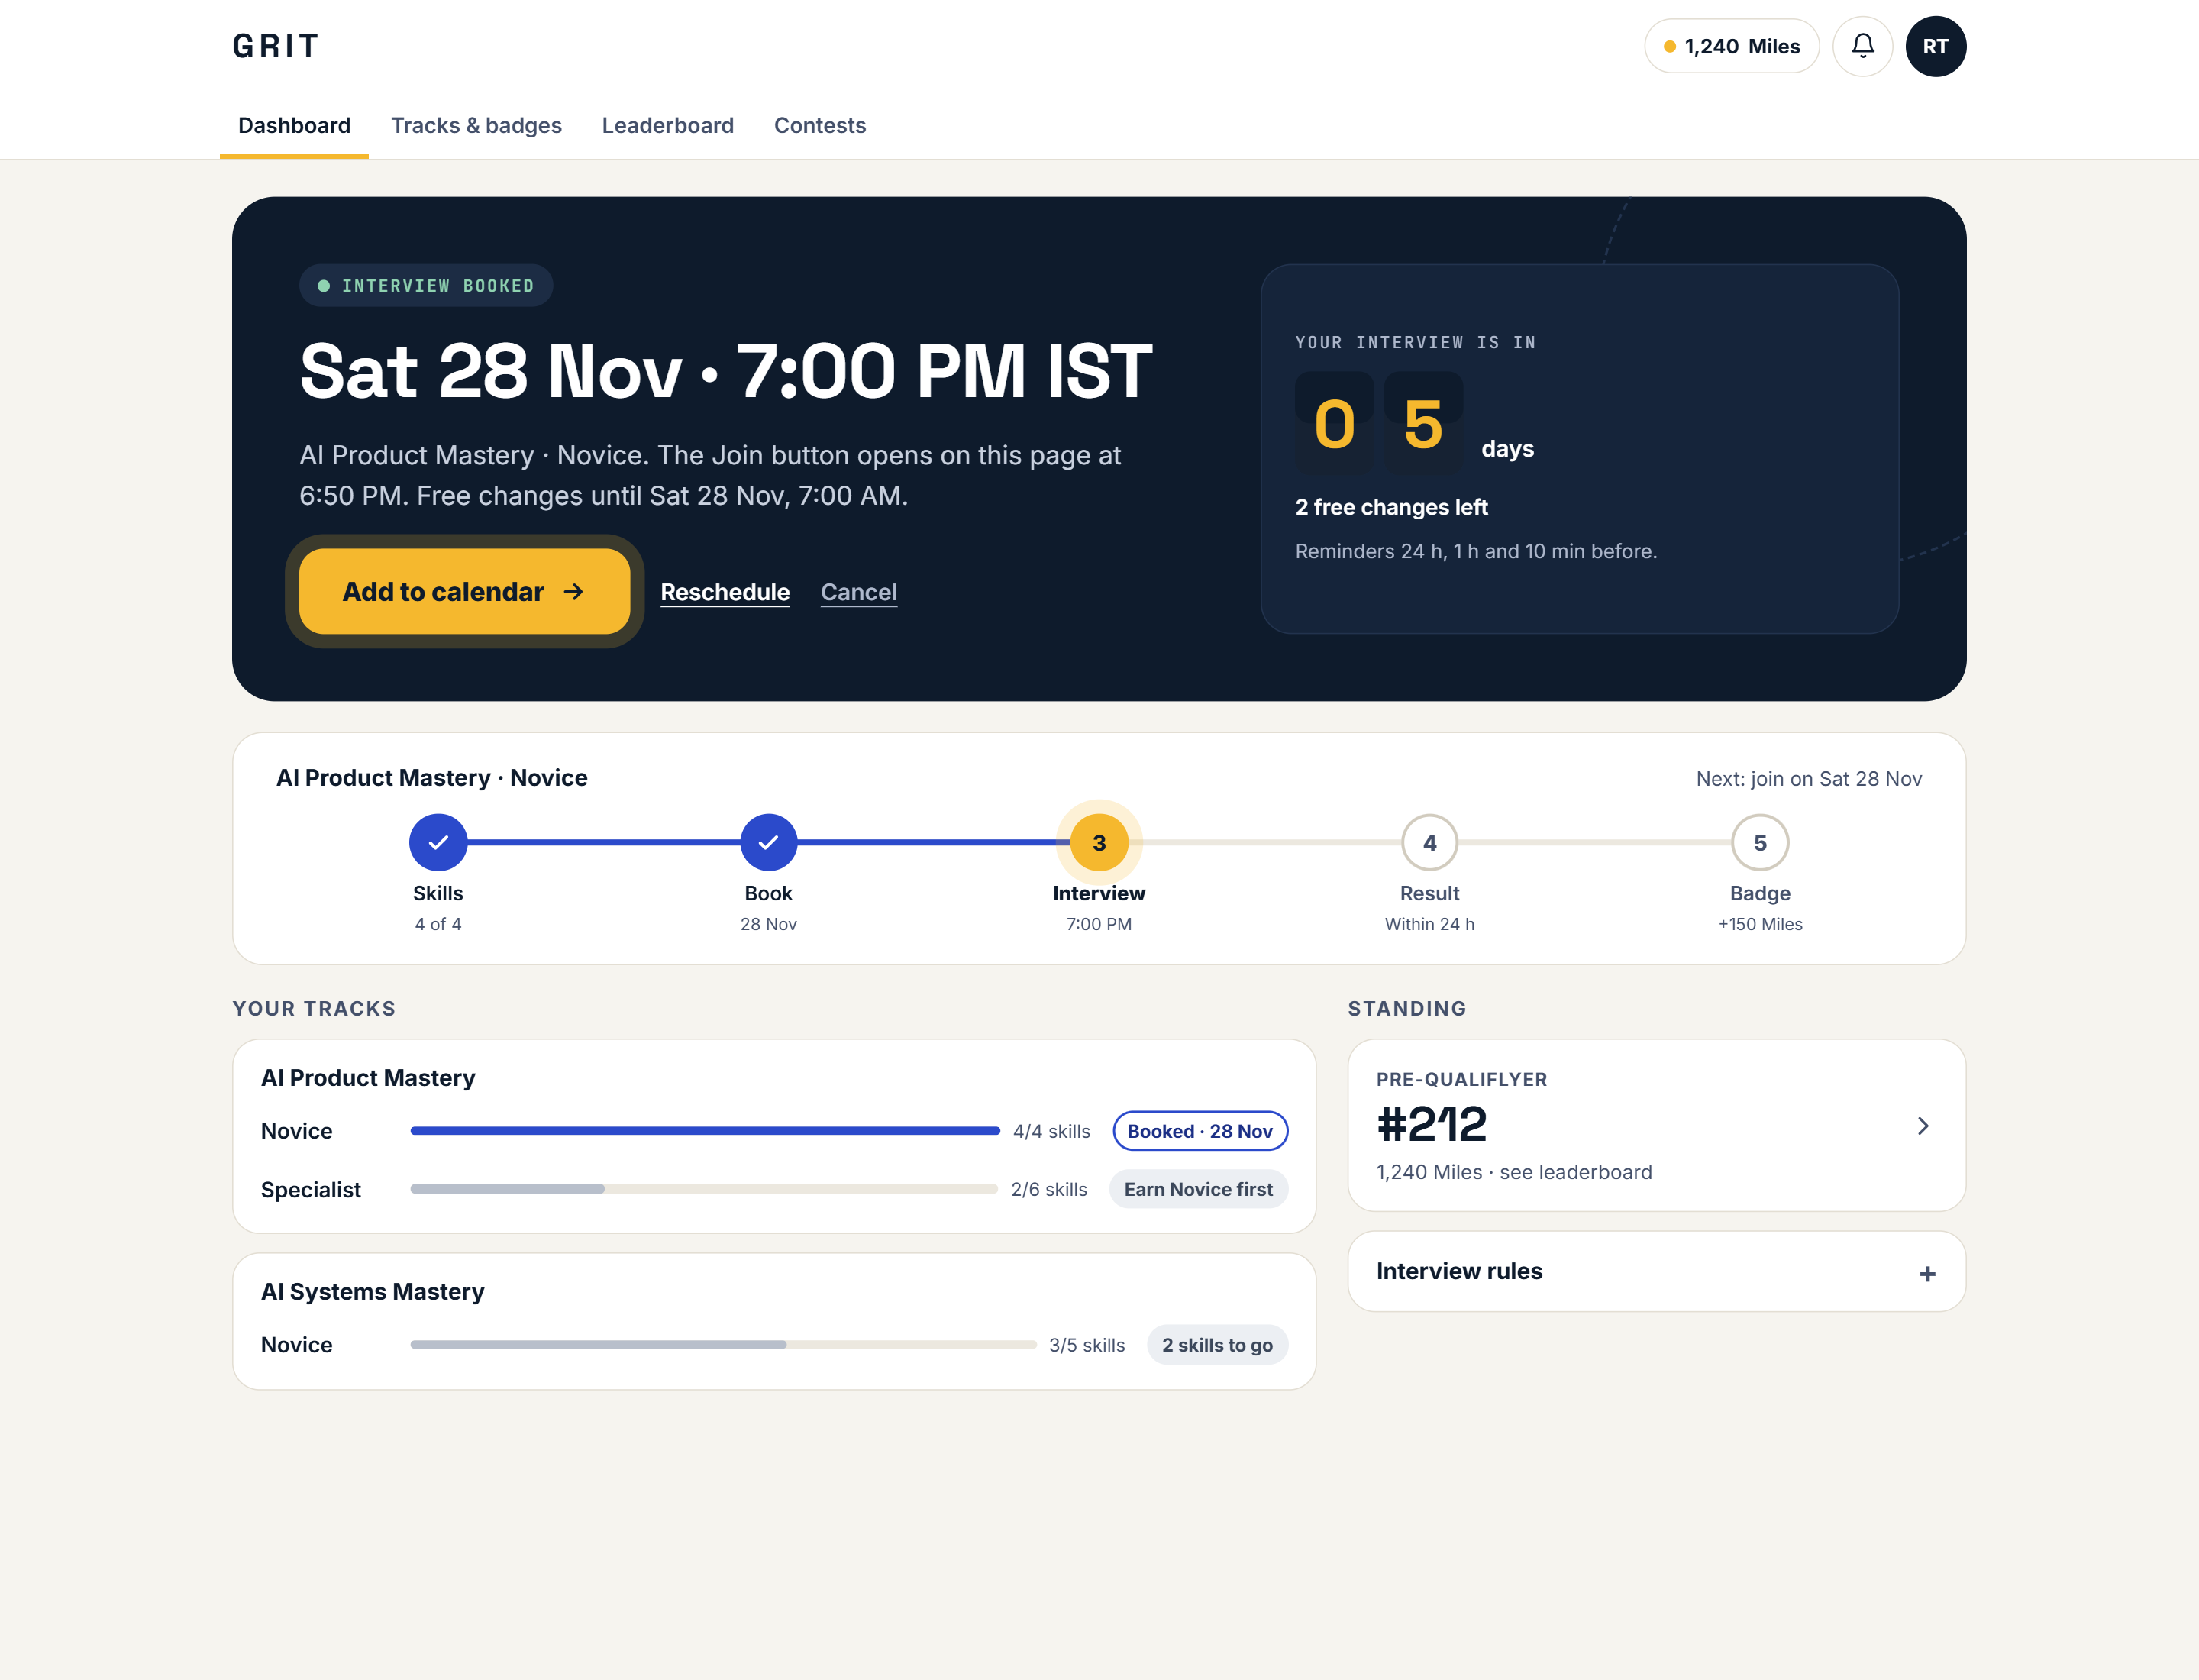 GRIT
1,240 Miles
RT
Dashboard
Tracks & badges
Leaderboard
Contests
INTERVIEW BOOKED
Sat 28 Nov · 7:00 PM IST
AI Product Mastery · Novice. The Join button opens on this page at
6:50 PM. Free changes until Sat 28 Nov, 7:00 AM.
Add to calendar →
Reschedule
Cancel
YOUR INTERVIEW IS IN
05 days
2 free changes left
Reminders 24 h, 1 h and 10 min before.
AI Product Mastery · Novice
Next: join on Sat 28 Nov
Skills
4 of 4
Book
28 Nov
3
Interview
7:00 PM
4
Result
Within 24 h
5
Badge
+150 Miles
YOUR TRACKS
AI Product Mastery
Novice
4/4 skills
Booked · 28 Nov
Specialist
2/6 skills
Earn Novice first
AI Systems Mastery
Novice
3/5 skills
2 skills to go
STANDING
PRE-QUALIFLYER
#212
1,240 Miles · see leaderboard
Interview rules
+